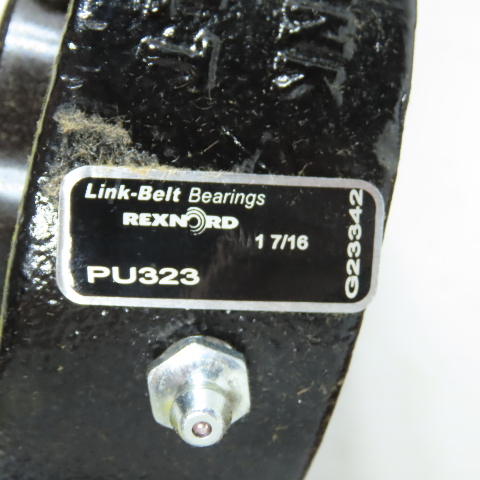 Link-Belt Bearings
REXNORD
1 7/16
PU323
G23342